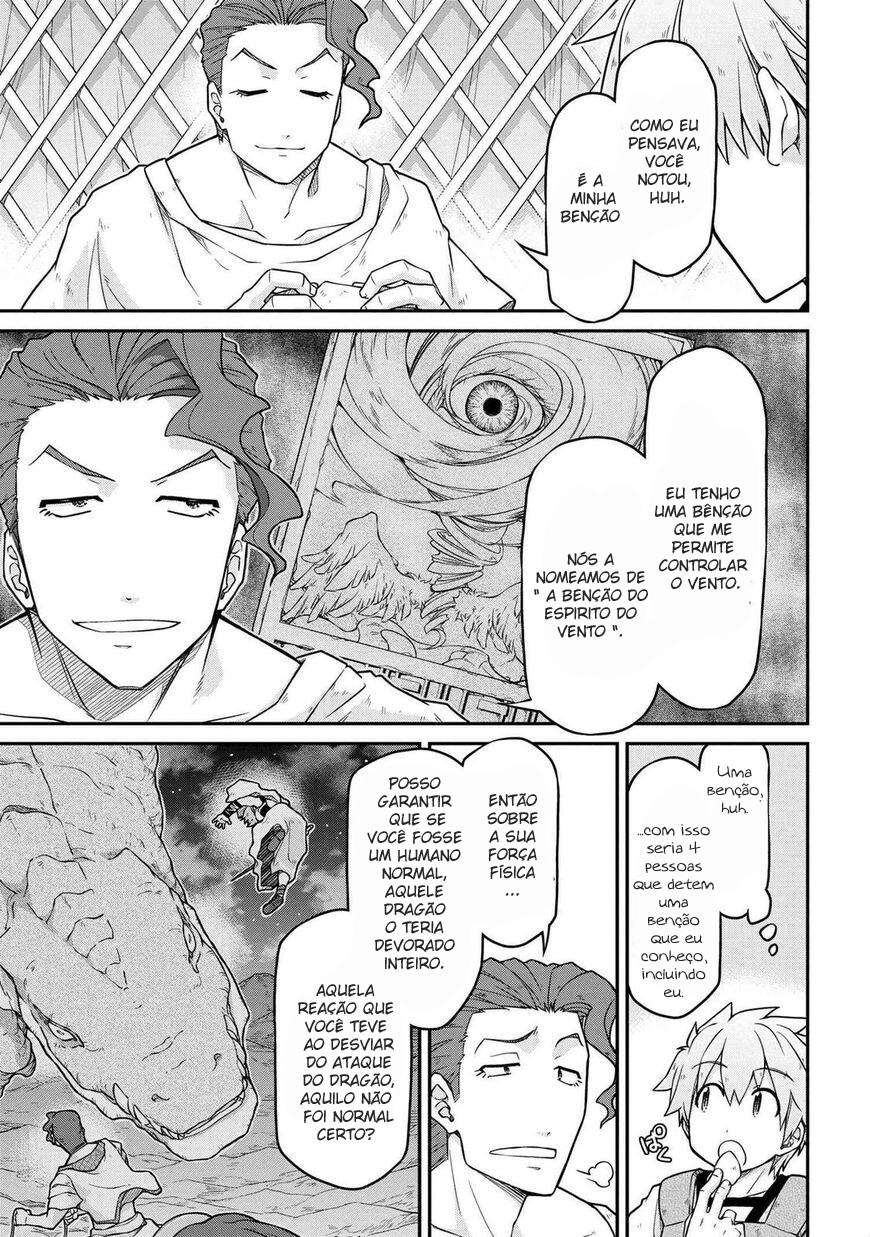 COMO EU
PENSAVA,
VOCÊ
NOTOU,
HUH.
É A
MINHA
BENÇÃO
EU TENHO
UMA BÊNÇÃO
QUE ME
PERMITE
CONTROLAR
O VENTO.
NÓS A
NOMEAMOS DE
" A BENÇÃO DO
ESPIRITO DO
VENTO ".
Uma
benção,
huh.
...com isso
seria 4
pessoas
que detem
uma
benção
que eu
conheço,
incluindo
eu.
ぱく
ENTÃO
SOBRE
A SUA
FORÇA
FÍSICA
...
POSSO
GARANTIR
QUE SE
VOCÊ FOSSE
UM HUMANO
NORMAL,
AQUELE
DRAGÃO
O TERIA
DEVORADO
INTEIRO.
AQUELA
REAÇÃO QUE
VOCÊ TEVE
AO DESVIAR
DO ATAQUE
DO DRAGÃO,
AQUILO NÃO
FOI NORMAL
CERTO?